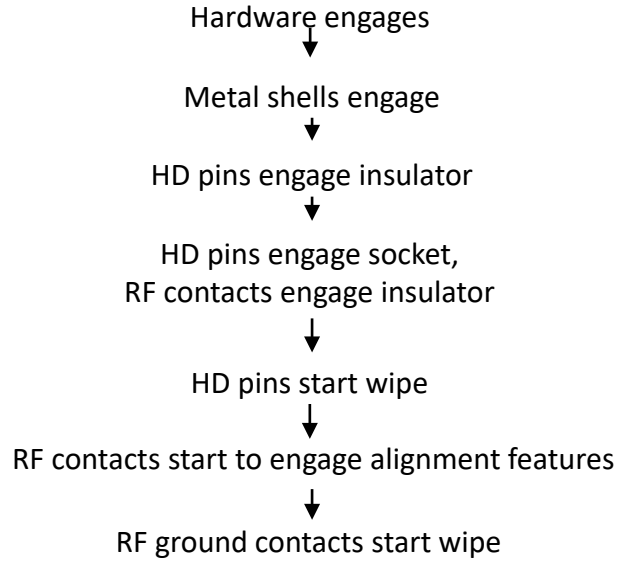 Hardware engages
Metal shells engage
HD pins engage insulator
HD pins engage socket,
RF contacts engage insulator
HD pins start wipe
RF contacts start to engage alignment features
RF ground contacts start wipe